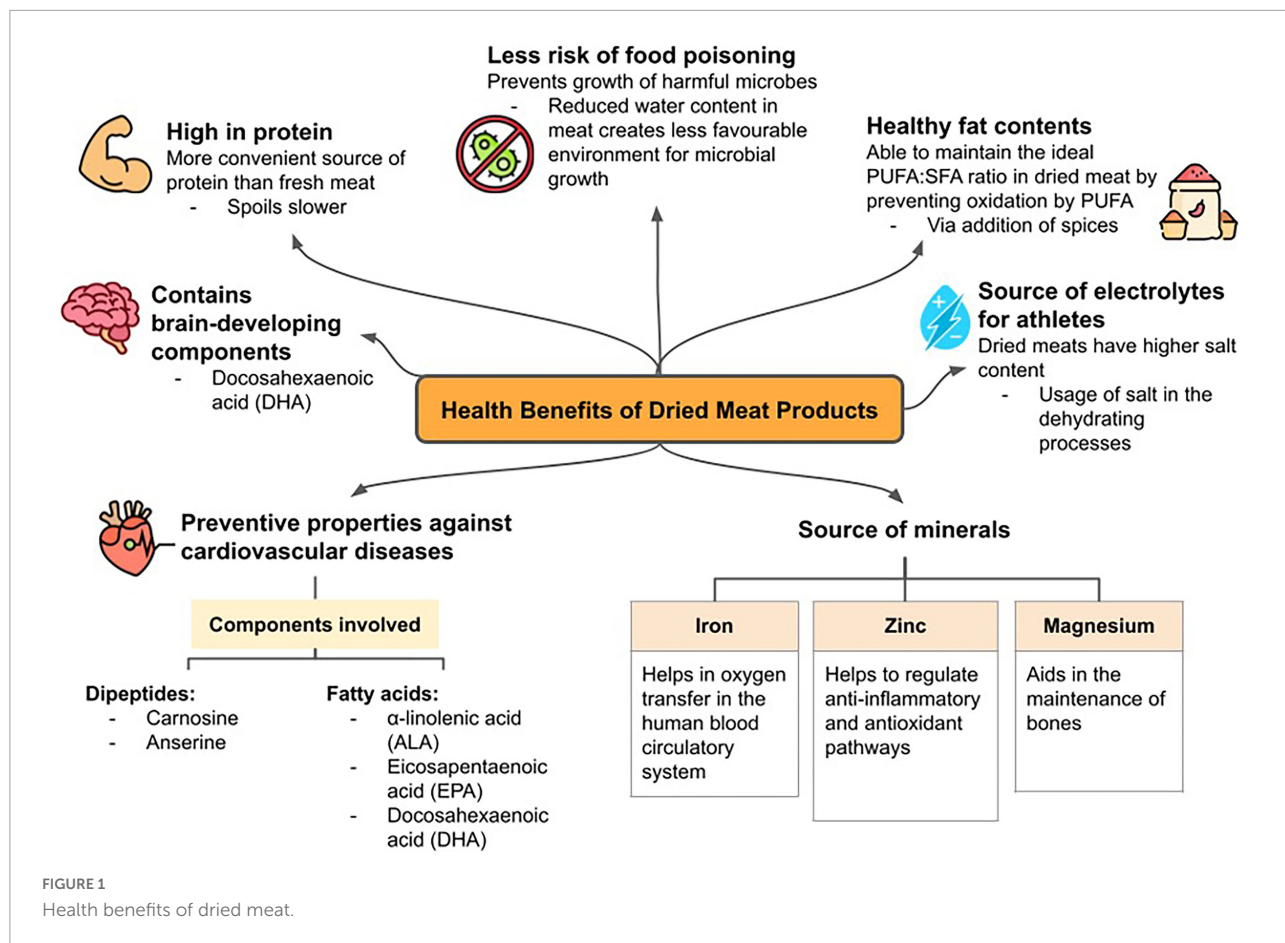 Less risk of food poisoning
Prevents growth of harmful microbes
- Reduced water content in
meat creates less favourable
environment for microbial
growth
High in protein
More convenient source of
protein than fresh meat
- Spoils slower
Healthy fat contents
Able to maintain the ideal
PUFA:SFA ratio in dried meat by
preventing oxidation by PUFA
- Via addition of spices
Contains
brain-developing
components
- Docosahexaenoic
acid (DHA)
Source of electrolytes
for athletes
Dried meats have higher salt
content
- Usage of salt in the
dehydrating
processes
Health Benefits of Dried Meat Products
Preventive properties against
cardiovascular diseases
Components involved
Dipeptides:
- Carnosine
- Anserine
Fatty acids:
- α-linolenic acid
(ALA)
- Eicosapentaenoic
acid (EPA)
- Docosahexaenoic
acid (DHA)
Source of minerals
Iron
Helps in oxygen
transfer in the
human blood
circulatory
system
Zinc
Helps to regulate
anti-inflammatory
and antioxidant
pathways
Magnesium
Aids in the
maintenance of
bones
FIGURE 1
Health benefits of dried meat.